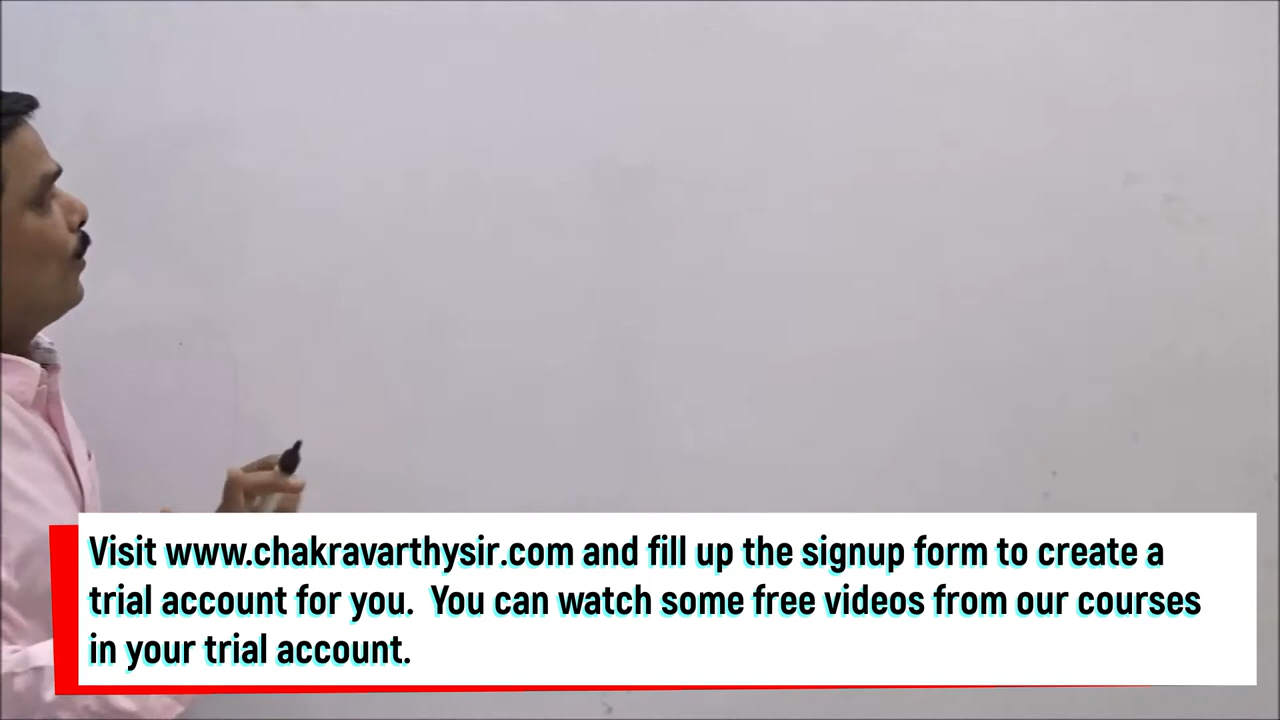 Visit www.chakravarthysir.com and fill up the signup form to create a
trial account for you.  You can watch some free videos from our courses
in your trial account.